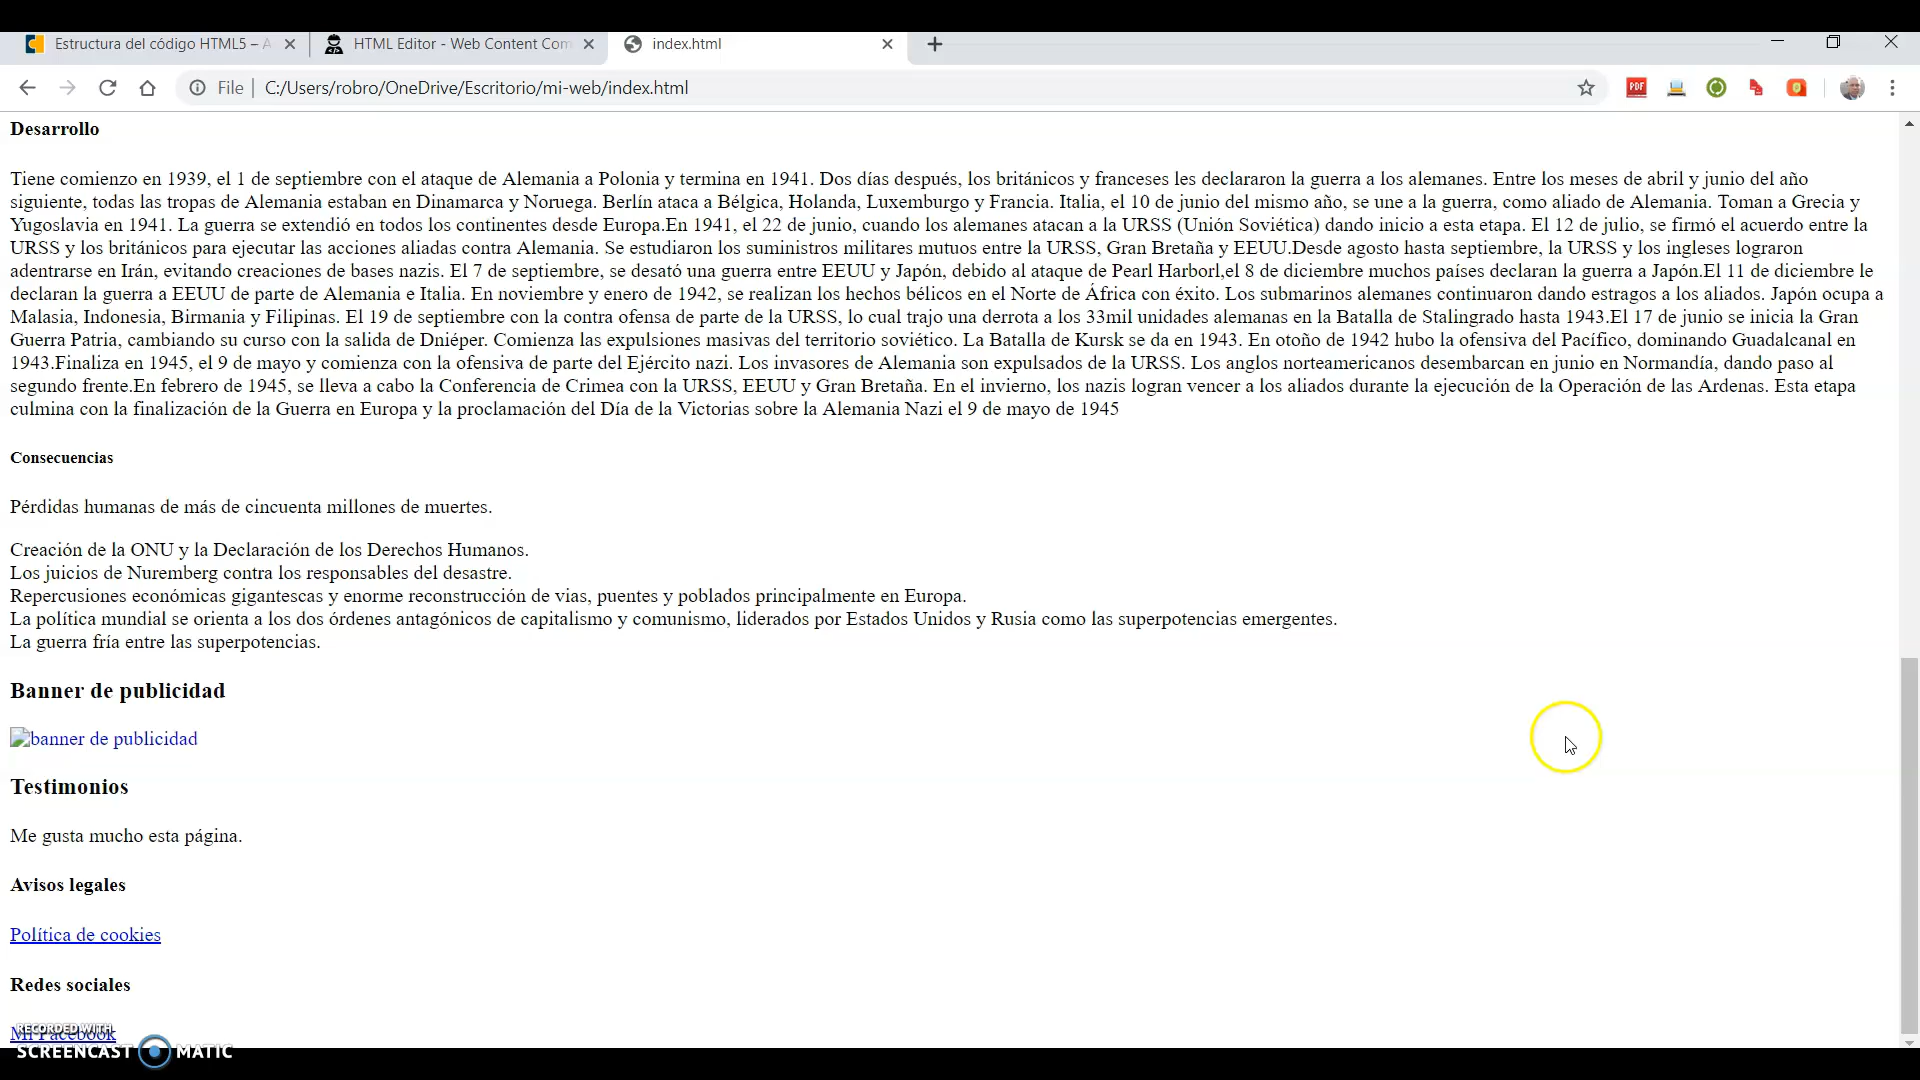 Estructura del código HTML5 – A
HTML Editor - Web Content Com
index.html
File | C:/Users/robro/OneDrive/Escritorio/mi-web/index.html
PDF
Desarrollo
Tiene comienzo en 1939, el 1 de septiembre con el ataque de Alemania a Polonia y termina en 1941. Dos días después, los británicos y franceses les declararon la guerra a los alemanes. Entre los meses de abril y junio del año
siguiente, todas las tropas de Alemania estaban en Dinamarca y Noruega. Berlín ataca a Bélgica, Holanda, Luxemburgo y Francia. Italia, el 10 de junio del mismo año, se une a la guerra, como aliado de Alemania. Toman a Grecia y
Yugoslavia en 1941. La guerra se extendió en todos los continentes desde Europa.En 1941, el 22 de junio, cuando los alemanes atacan a la URSS (Unión Soviética) dando inicio a esta etapa. El 12 de julio, se firmó el acuerdo entre la
URSS y los británicos para ejecutar las acciones aliadas contra Alemania. Se estudiaron los suministros militares mutuos entre la URSS, Gran Bretaña y EEUU.Desde agosto hasta septiembre, la URSS y los ingleses lograron
adentrarse en Irán, evitando creaciones de bases nazis. El 7 de septiembre, se desató una guerra entre EEUU y Japón, debido al ataque de Pearl Harborl,el 8 de diciembre muchos países declaran la guerra a Japón.El 11 de diciembre le
declaran la guerra a EEUU de parte de Alemania e Italia. En noviembre y enero de 1942, se realizan los hechos bélicos en el Norte de África con éxito. Los submarinos alemanes continuaron dando estragos a los aliados. Japón ocupa a
Malasia, Indonesia, Birmania y Filipinas. El 19 de septiembre con la contra ofensa de parte de la URSS, lo cual trajo una derrota a los 33mil unidades alemanas en la Batalla de Stalingrado hasta 1943.El 17 de junio se inicia la Gran
Guerra Patria, cambiando su curso con la salida de Dniéper. Comienza las expulsiones masivas del territorio soviético. La Batalla de Kursk se da en 1943. En otoño de 1942 hubo la ofensiva del Pacífico, dominando Guadalcanal en
1943.Finaliza en 1945, el 9 de mayo y comienza con la ofensiva de parte del Ejército nazi. Los invasores de Alemania son expulsados de la URSS. Los anglos norteamericanos desembarcan en junio en Normandía, dando paso al
segundo frente.En febrero de 1945, se lleva a cabo la Conferencia de Crimea con la URSS, EEUU y Gran Bretaña. En el invierno, los nazis logran vencer a los aliados durante la ejecución de la Operación de las Ardenas. Esta etapa
culmina con la finalización de la Guerra en Europa y la proclamación del Día de la Victorias sobre la Alemania Nazi el 9 de mayo de 1945
Consecuencias
Pérdidas humanas de más de cincuenta millones de muertes.
Creación de la ONU y la Declaración de los Derechos Humanos.
Los juicios de Nuremberg contra los responsables del desastre.
Repercusiones económicas gigantescas y enorme reconstrucción de vias, puentes y poblados principalmente en Europa.
La política mundial se orienta a los dos órdenes antagónicos de capitalismo y comunismo, liderados por Estados Unidos y Rusia como las superpotencias emergentes.
La guerra fría entre las superpotencias.
Banner de publicidad
banner de publicidad
Testimonios
Me gusta mucho esta página.
Avisos legales
Política de cookies
Redes sociales
Mi Facebook
RECORDED WITH
SCREENCAST MATIC